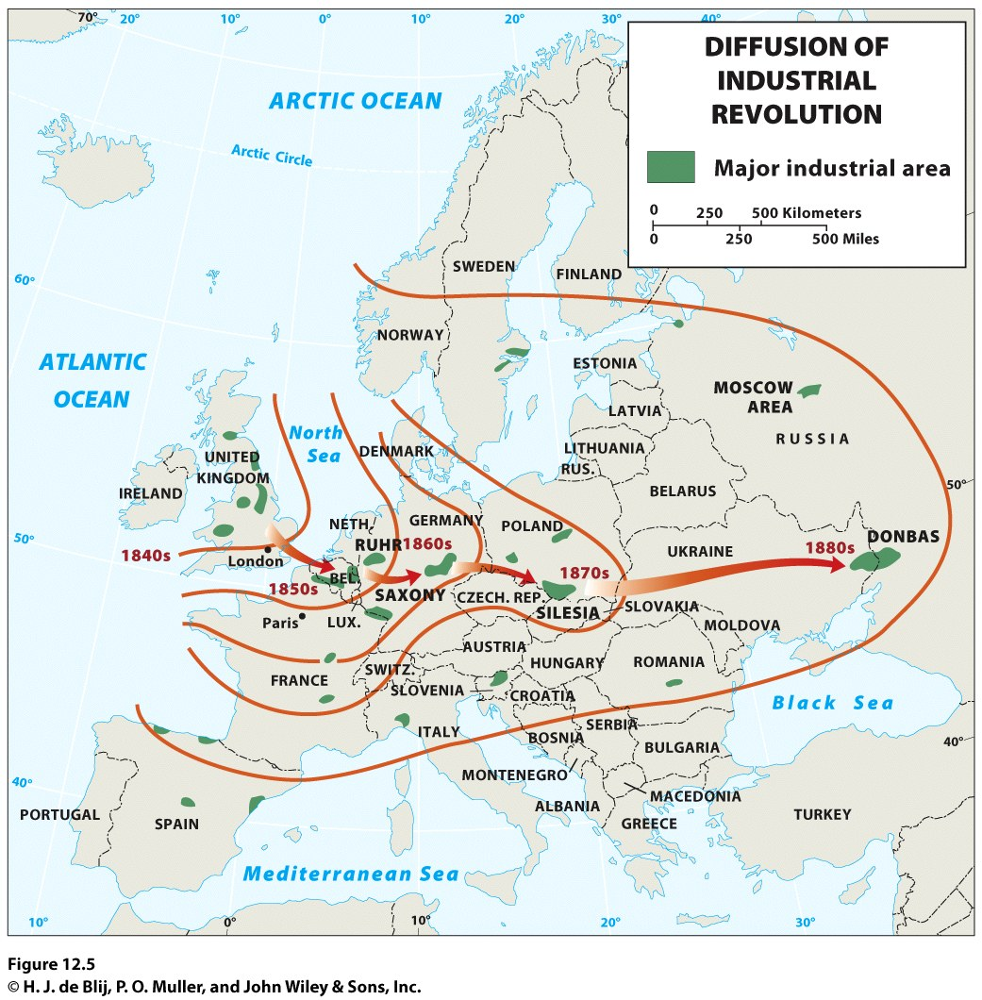 70°
20°
10°
0°
10°
20°
30°
DIFFUSION OF
INDUSTRIAL
REVOLUTION
Major industrial area
0 250 500 Kilometers
0 250 500 Miles
ARCTIC OCEAN
Arctic Circle
60°
SWEDEN
FINLAND
NORWAY
ATLANTIC
OCEAN
ESTONIA
MOSCOW
AREA
LATVIA
RUSSIA
North
Sea
DENMARK
LITHUANIA
RUS.
UNITED
KINGDOM
IRELAND
BELARUS
50°
NETH.
GERMANY
POLAND
50°
RUHR
1860s
DONBAS
1840s
London
BEL.
UKRAINE
1880s
1850s
1870s
SAXONY
CZECH. REP.
SILESIA
SLOVAKIA
Paris
LUX.
MOLDOVA
AUSTRIA
HUNGARY
ROMANIA
FRANCE
SWITZ.
SLOVENIA
CROATIA
Black Sea
ITALY
BOSNIA
SERBIA
BULGARIA
40°
40°
MONTENEGRO
MACEDONIA
ALBANIA
PORTUGAL
SPAIN
GREECE
TURKEY
Mediterranean Sea
10°
0°
10°
20°
30°
Figure 12.5
© H. J. de Blij, P. O. Muller, and John Wiley & Sons, Inc.